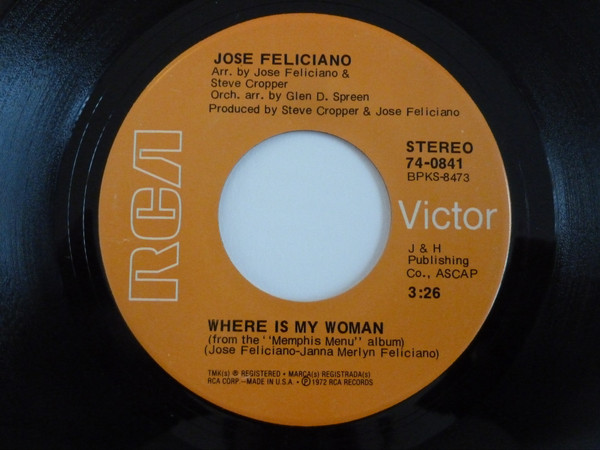 JOSE FELICIANO
Arr. by Jose Feliciano &
Steve Cropper
Orch. arr. by Glen D. Spreen
Produced by Steve Cropper & Jose Feliciano
STEREO
74-0841
BPKS-8473
RCA
Victor
J & H
Publishing
Co., ASCAP
3:26
WHERE IS MY WOMAN
(from the ''Memphis Menu'' album)
(Jose Feliciano-Janna Merlyn Feliciano)
TMK(s) ® REGISTERED • MARCA(s) REGISTRADA(s)
RCA CORP.–MADE IN U.S.A. • ℗ 1972 RCA RECORDS